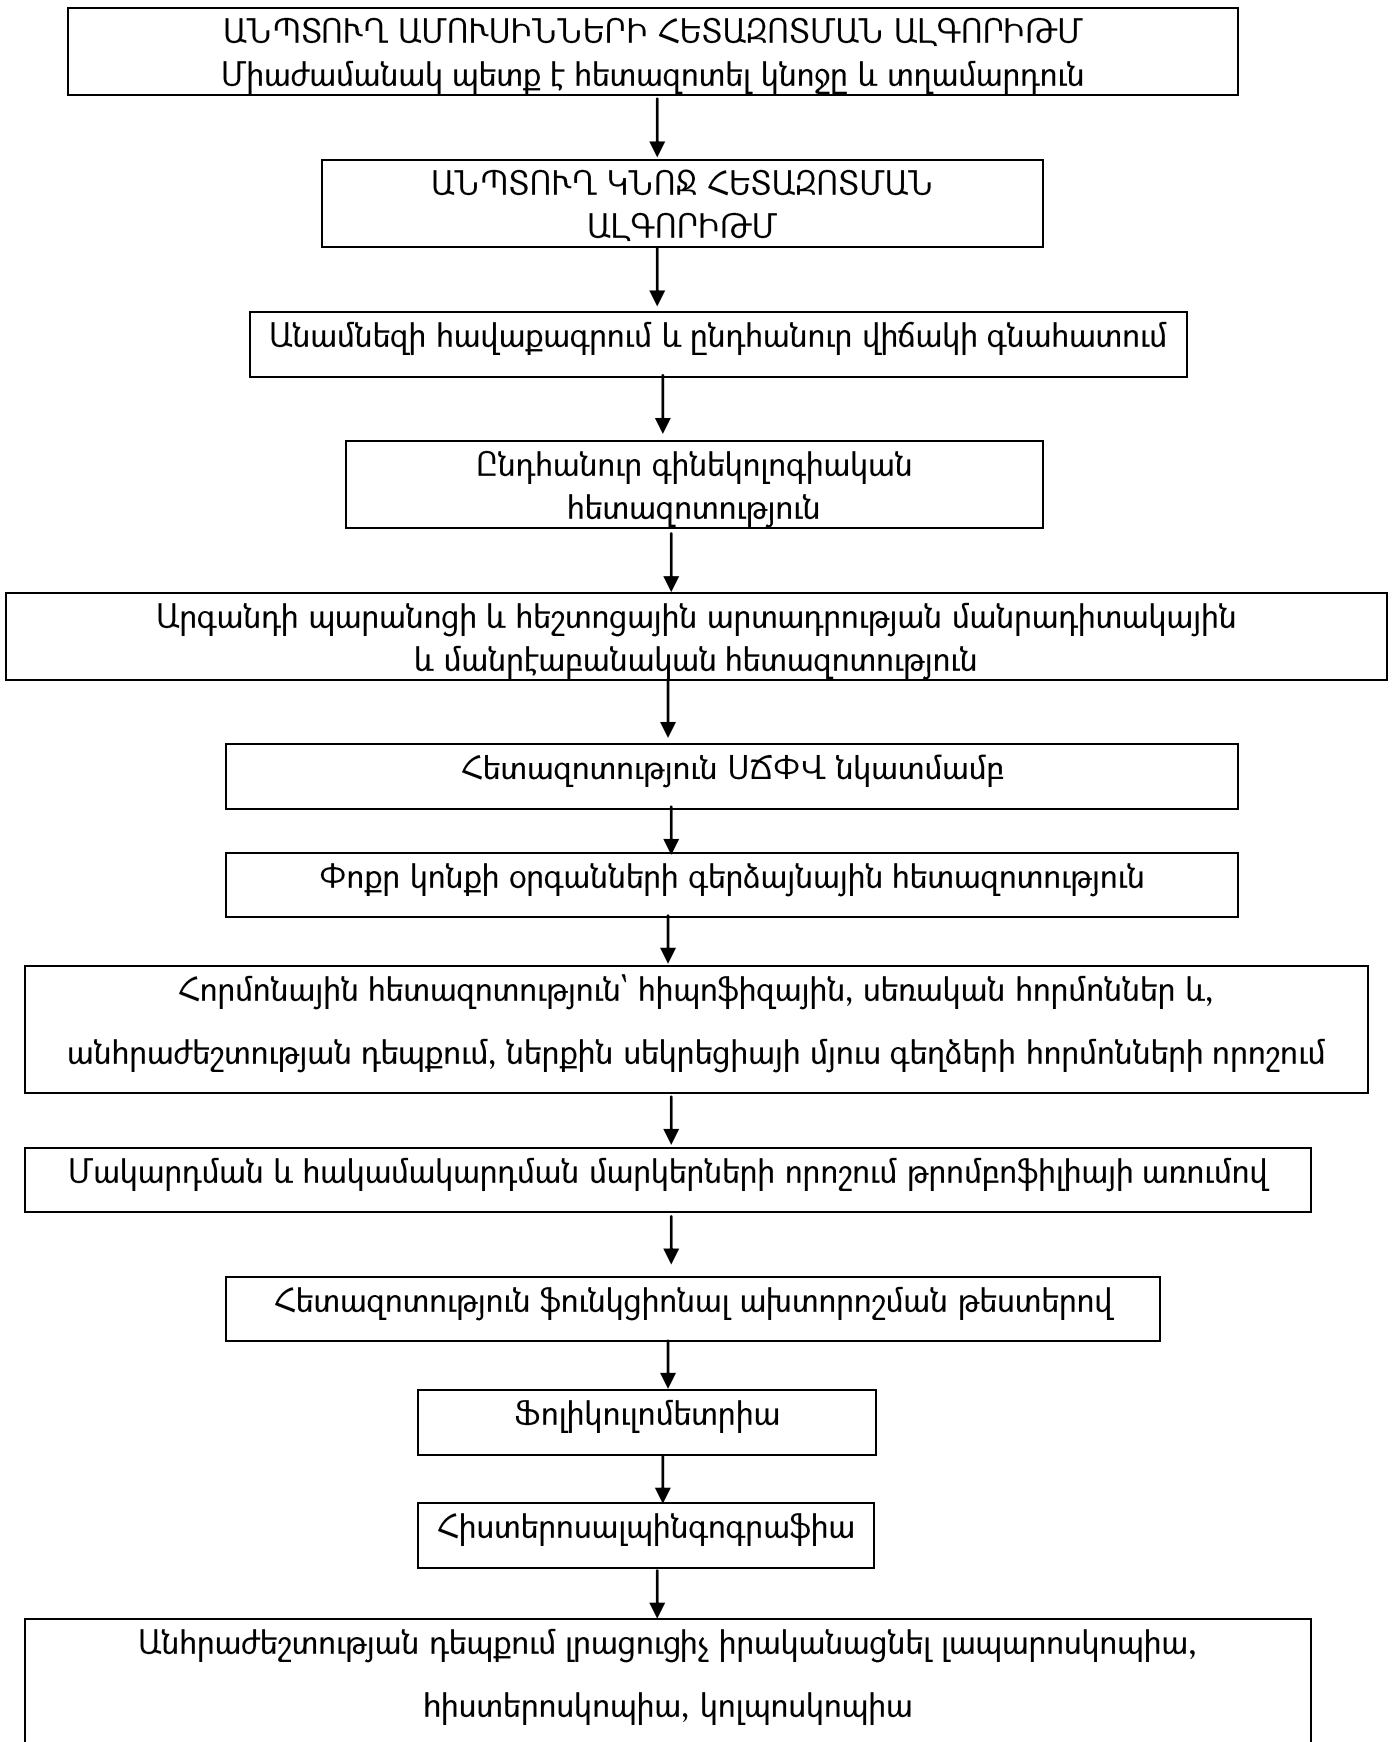 ԱՆՊՏՈՒՂ ԱՄՈՒՍԻՆՆԵՐԻ ՀԵՏԱԶՈՏՄԱՆ ԱԼԳՈՐԻԹՄ
Միաժամանակ պետք է հետազոտել կնոջը և տղամարդուն
ԱՆՊՏՈՒՂ ԿՆՈՋ ՀԵՏԱԶՈՏՄԱՆ
ԱԼԳՈՐԻԹՄ
Անամնեզի հավաքագրում և ընդհանուր վիճակի գնահատում
Ընդհանուր գինեկոլոգիական
հետազոտություն
Արգանդի պարանոցի և հեշտոցային արտադրության մանրադիտակային
և մանրէաբանական հետազոտություն
Հետազոտություն ՍՃՓՎ նկատմամբ
Փոքր կոնքի օրգանների գերձայնային հետազոտություն
Հորմոնային հետազոտություն՝ հիպոֆիզային, սեռական հորմոններ և,
անհրաժեշտության դեպքում, ներքին սեկրեցիայի մյուս գեղձերի հորմոնների որոշում
Մակարդման և հակամակարդման մարկերների որոշում թրոմբոֆիլիայի առումով
Հետազոտություն ֆունկցիոնալ ախտորոշման թեստերով
Ֆոլիկուլոմետրիա
Հիստերոսալպինգոգրաֆիա
Անհրաժեշտության դեպքում լրացուցիչ իրականացնել լապարոսկոպիա,
հիստերոսկոպիա, կոլպոսկոպիա